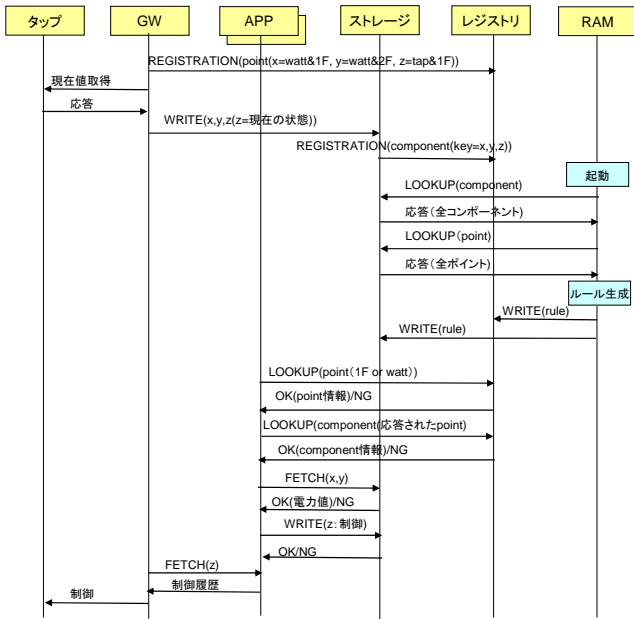 タップ GW APP ストレージ レジストリ RAM
REGISTRATION(point(x=watt&1F, y=watt&2F, z=tap&1F))
現在値取得
応答
WRITE(x,y,z(z=現在の状態))
REGISTRATION(component(key=x,y,z))
起動
LOOKUP(component)
応答（全コンポーネント）
LOOKUP（point)
応答（全ポイント）
ルール生成
WRITE(rule)
WRITE(rule)
LOOKUP(point（1F or watt）)
OK(point情報)/NG
LOOKUP(component(応答されたpoint)
OK(component情報)/NG
FETCH(x,y)
OK(電力値)/NG
WRITE(z：制御)
OK/NG
FETCH(z)
制御履歴
制御